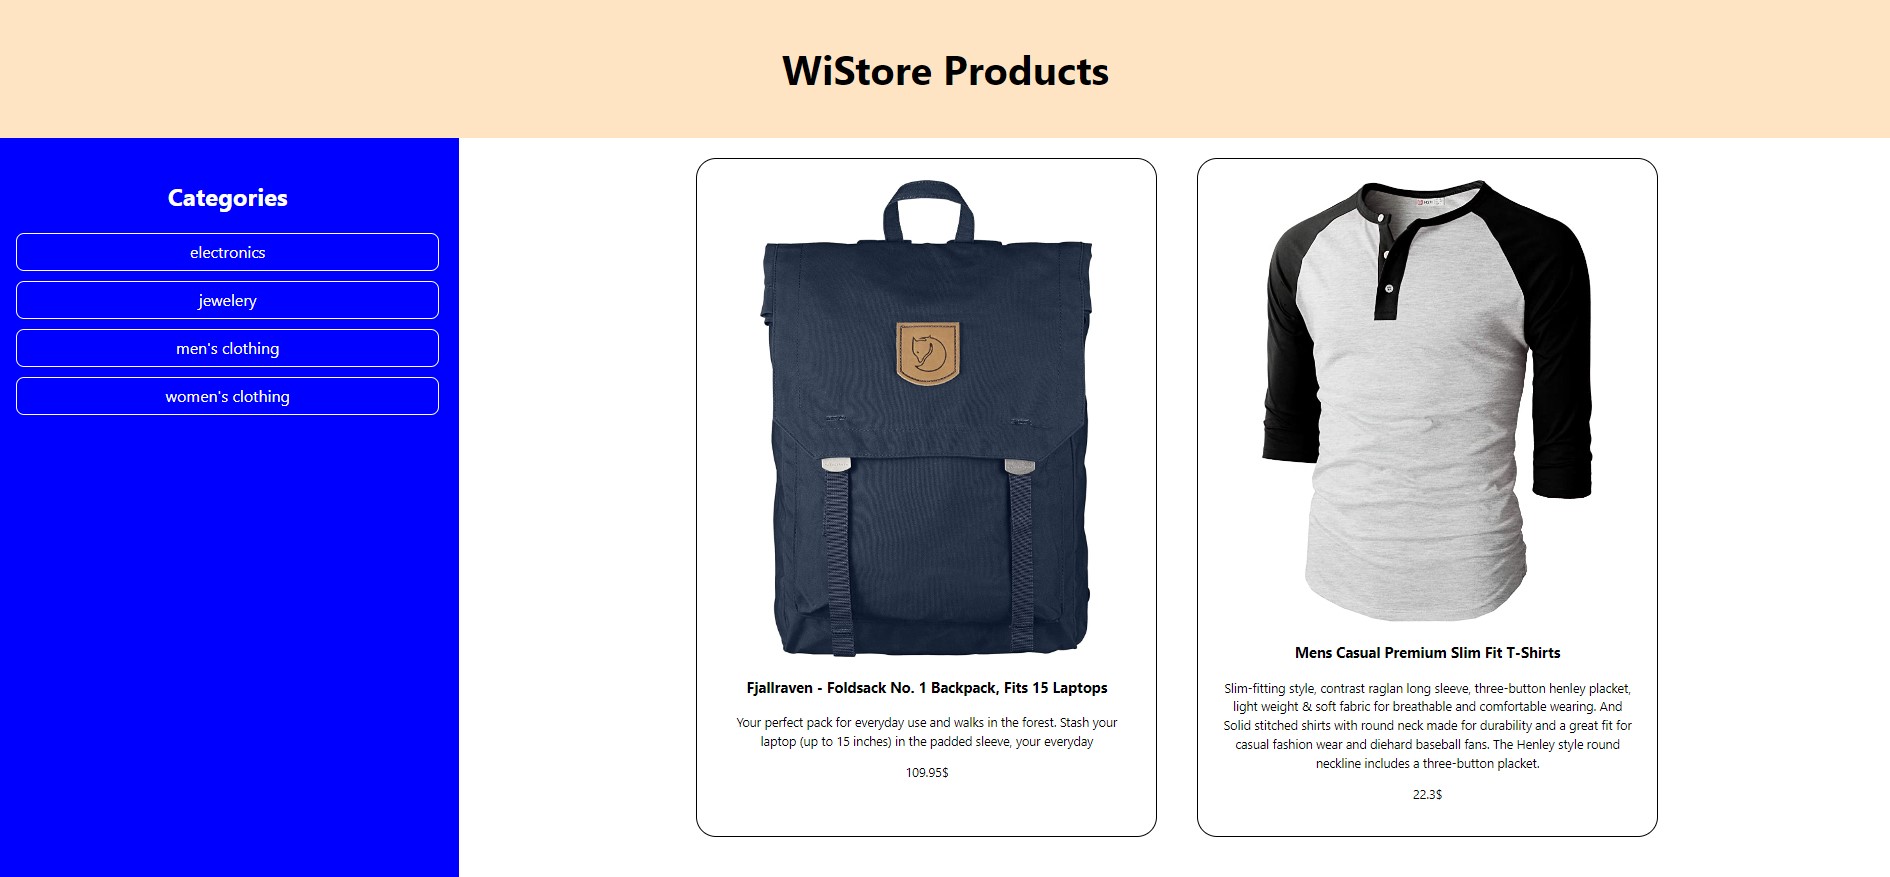 WiStore Products
Categories
electronics
jewelery
men's clothing
women's clothing
Fjallraven - Foldsack No. 1 Backpack, Fits 15 Laptops
Your perfect pack for everyday use and walks in the forest. Stash your
laptop (up to 15 inches) in the padded sleeve, your everyday
109.95$
Mens Casual Premium Slim Fit T-Shirts
Slim-fitting style, contrast raglan long sleeve, three-button henley placket,
light weight & soft fabric for breathable and comfortable wearing. And
Solid stitched shirts with round neck made for durability and a great fit for
casual fashion wear and diehard baseball fans. The Henley style round
neckline includes a three-button placket.
22.3$